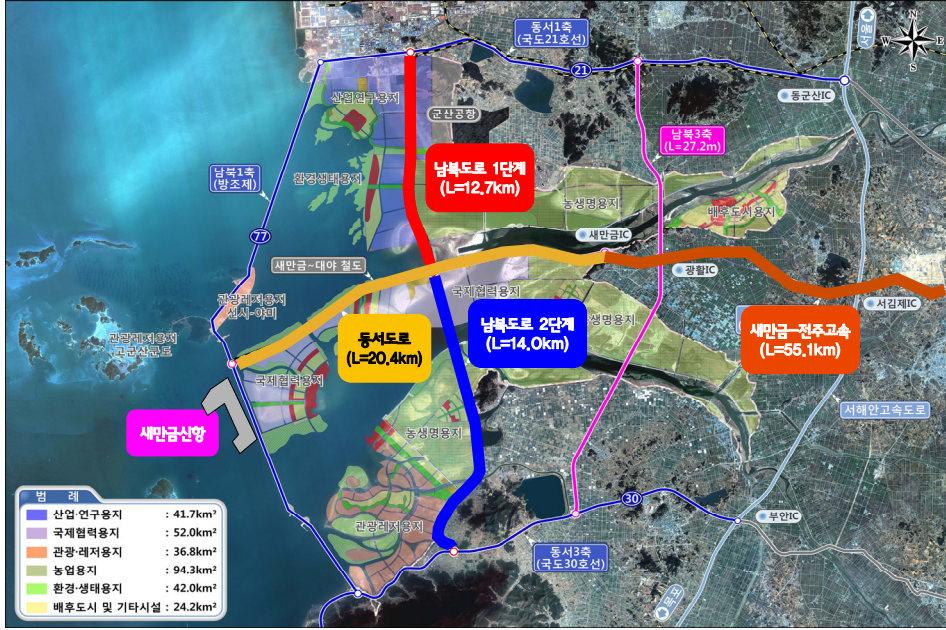 동서1축
(국도21호선)
서울
N
W
E
S
21
동군산IC
산업연구용지
군산공항
남북3축
(L=27.2m)
남북도로 1단계
(L=12.7km)
환경생태용지
남북1축
(방조제)
농생명용지
배후도시용지
77
새만금IC
새만금~대야 철도
광활IC
국제협력용지
서김제IC
관광레저용지
신시-야미
관광레저용지
고군산군도
동서도로
(L=20.4km)
남북도로 2단계
(L=14.0km)
농생명용지
새만금-전주고속
(L=55.1km)
국제협력용지
서해안고속도로
새만금신항
농생명용지
30
관광레저용지
부안IC
동서3축
(국도30호선)
목포
범 례
산업·연구용지 : 41.7km²
국제협력용지 : 52.0km²
관광·레저용지 : 36.8km²
농업용지 : 94.3km²
환경·생태용지 : 42.0km²
배후도시 및 기타시설 : 24.2km²